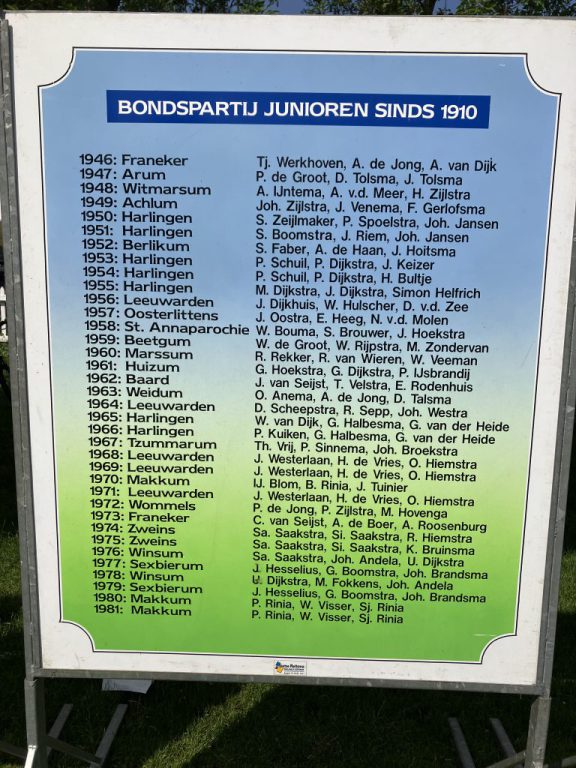 BONDSPARTIJ JUNIOREN SINDS 1910
1946: Franeker Tj. Werkhoven, A. de Jong, A. van Dijk
1947: Arum P. de Groot, D. Tolsma, J. Tolsma
1948: Witmarsum A. IJntema, A. v.d. Meer, H. Zijlstra
1949: Achlum Joh. Zijlstra, J. Venema, F. Gerlofsma
1950: Harlingen S. Zeijlmaker, P. Spoelstra, Joh. Jansen
1951: Harlingen S. Boomstra, J. Riem, Joh. Jansen
1952: Berlikum S. Faber, A. de Haan, J. Hoitsma
1953: Harlingen P. Schuil, P. Dijkstra, J. Keizer
1954: Harlingen P. Schuil, P. Dijkstra, H. Bultje
1955: Harlingen M. Dijkstra, J. Dijkstra, Simon Helfrich
1956: Leeuwarden J. Dijkhuis, W. Hulscher, D. v.d. Zee
1957: Oosterlittens J. Oostra, E. Heeg, N. v.d. Molen
1958: St. Annaparochie W. Bouma, S. Brouwer, J. Hoekstra
1959: Beetgum W. de Groot, W. Rijpstra, M. Zondervan
1960: Marssum R. Rekker, R. van Wieren, W. Veeman
1961: Huizum G. Hoekstra, G. Dijkstra, P. IJsbrandij
1962: Baard J. van Seijst, T. Velstra, E. Rodenhuis
1963: Weidum O. Anema, A. de Jong, D. Talsma
1964: Leeuwarden D. Scheepstra, R. Sepp, Joh. Westra
1965: Harlingen W. van Dijk, G. Halbesma, G. van der Heide
1966: Harlingen P. Kuiken, G. Halbesma, G. van der Heide
1967: Tzummarum Th. Vrij, P. Sinnema, Joh. Broekstra
1968: Leeuwarden J. Westerlaan, H. de Vries, O. Hiemstra
1969: Leeuwarden J. Westerlaan, H. de Vries, O. Hiemstra
1970: Makkum IJ. Blom, B. Rinia, J. Tuinier
1971: Leeuwarden J. Westerlaan, H. de Vries, O. Hiemstra
1972: Wommels P. de Jong, P. Zijlstra, M. Hovenga
1973: Franeker C. van Seijst, A. de Boer, A. Roosenburg
1974: Zweins Sa. Saakstra, Si. Saakstra, R. Hiemstra
1975: Zweins Sa. Saakstra, Si. Saakstra, K. Bruinsma
1976: Winsum Sa. Saakstra, Joh. Andela, U. Dijkstra
1977: Sexbierum J. Hesselius, G. Boomstra, Joh. Brandsma
1978: Winsum U. Dijkstra, M. Fokkens, Joh. Andela
1979: Sexbierum J. Hesselius, G. Boomstra, Joh. Brandsma
1980: Makkum P. Rinia, W. Visser, Sj. Rinia
1981: Makkum P. Rinia, W. Visser, Sj. Rinia